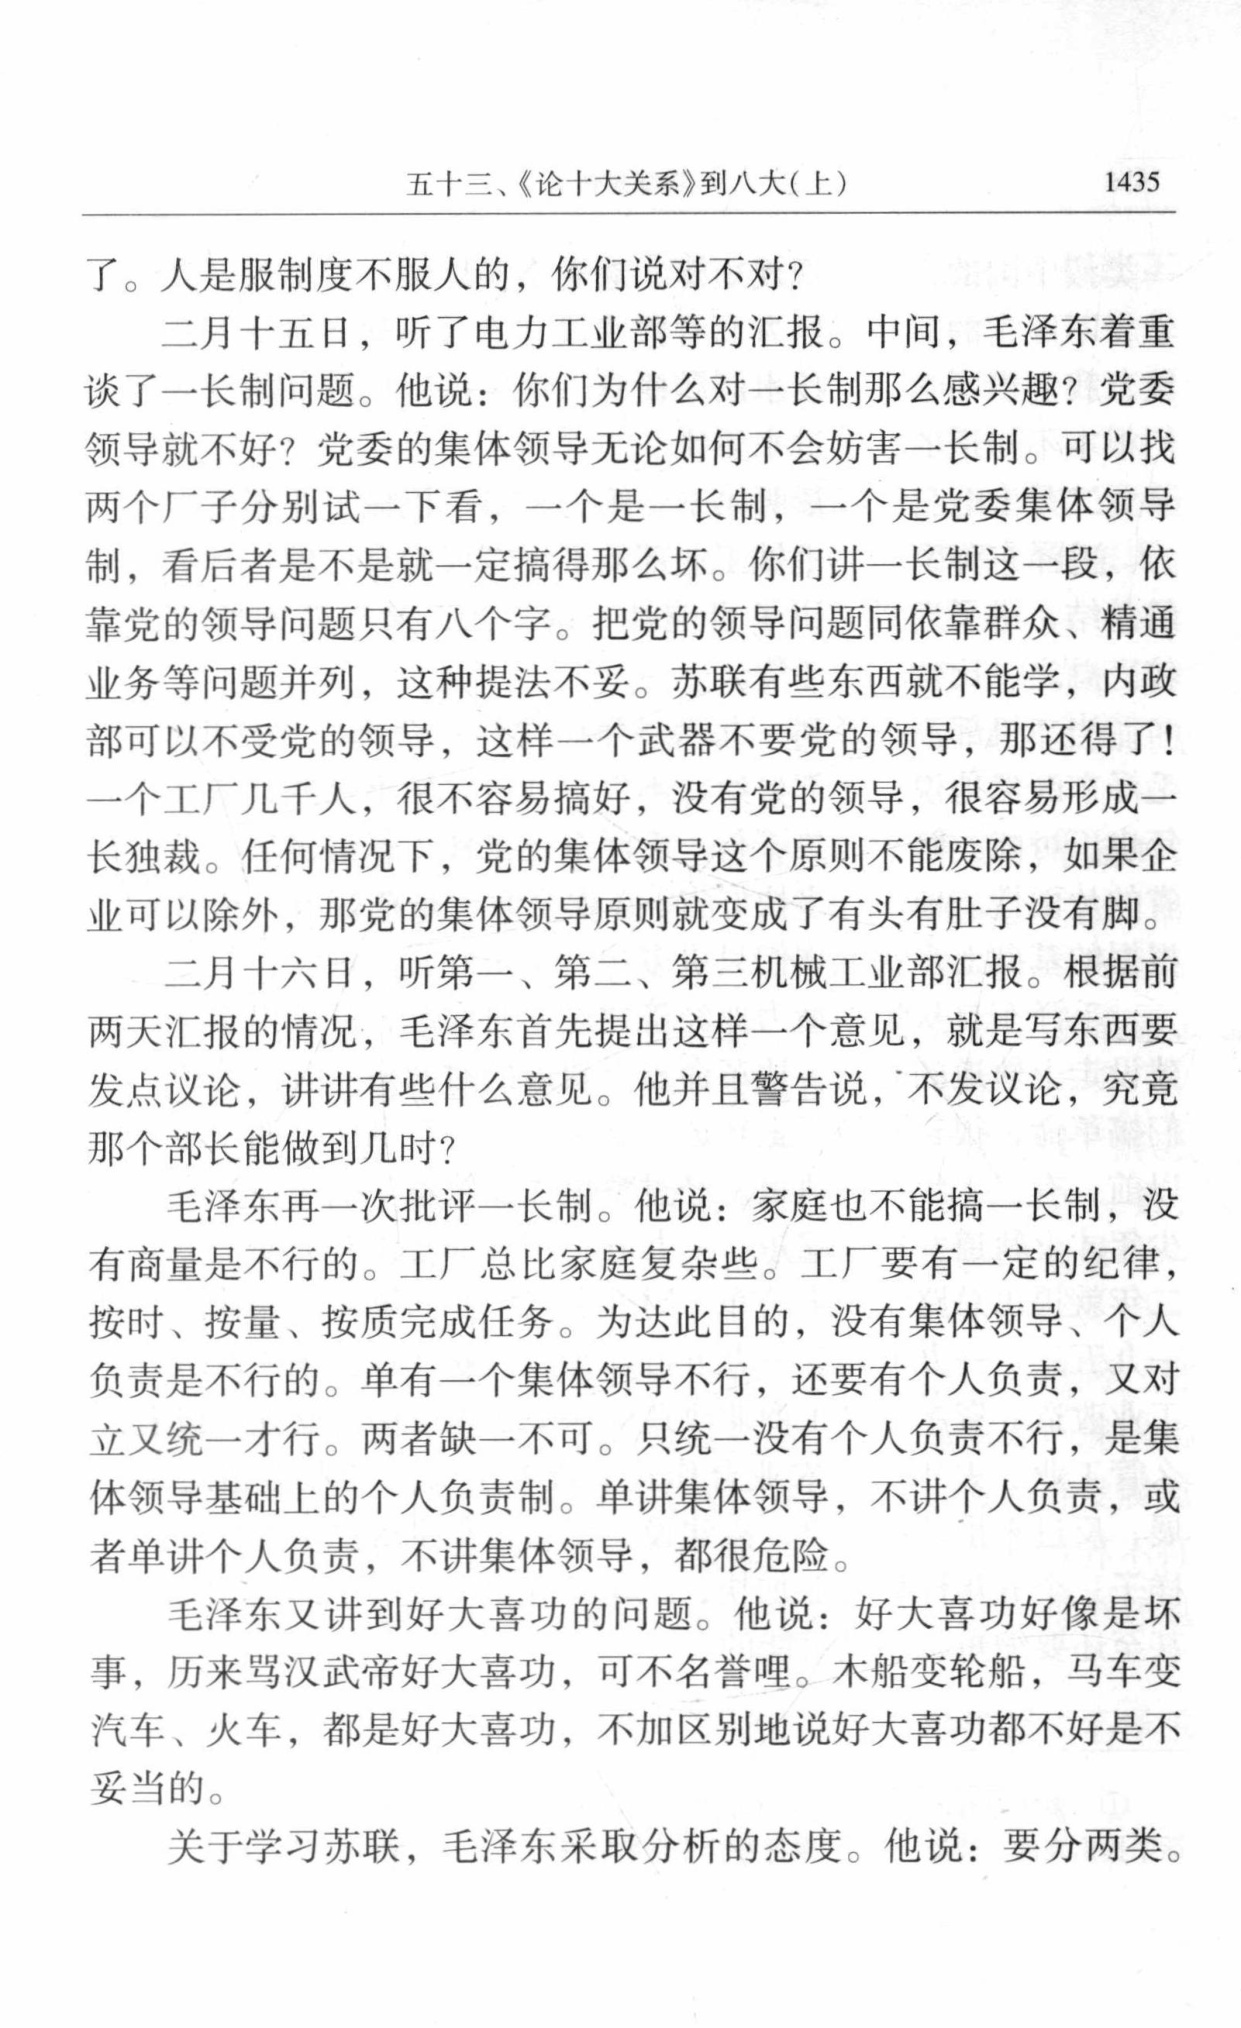 五十三、《论十大关系》到八大(上) 1435
了。人是服制度不服人的，你们说对不对？
二月十五日，听了电力工业部等的汇报。中间，毛泽东着重
谈了一长制问题。他说：你们为什么对一长制那么感兴趣？党委
领导就不好？党委的集体领导无论如何不会妨害一长制。可以找
两个厂子分别试一下看，一个是一长制，一个是党委集体领导
制，看后者是不是就一定搞得那么坏。你们讲一长制这一段，依
靠党的领导问题只有八个字。把党的领导问题同依靠群众、精通
业务等问题并列，这种提法不妥。苏联有些东西就不能学，内政
部可以不受党的领导，这样一个武器不要党的领导，那还得了！
一个工厂几千人，很不容易搞好，没有党的领导，很容易形成一
长独裁。任何情况下，党的集体领导这个原则不能废除，如果企
业可以除外，那党的集体领导原则就变成了有头有肚子没有脚。
二月十六日，听第一、第二、第三机械工业部汇报。根据前
两天汇报的情况，毛泽东首先提出这样一个意见，就是写东西要
发点议论，讲讲有些什么意见。他并且警告说，不发议论，究竟
那个部长能做到几时？
毛泽东再一次批评一长制。他说：家庭也不能搞一长制，没
有商量是不行的。工厂总比家庭复杂些。工厂要有一定的纪律，
按时、按量、按质完成任务。为达此目的，没有集体领导、个人
负责是不行的。单有一个集体领导不行，还要有个人负责，又对
立又统一才行。两者缺一不可。只统一没有个人负责不行，是集
体领导基础上的个人负责制。单讲集体领导，不讲个人负责，或
者单讲个人负责，不讲集体领导，都很危险。
毛泽东又讲到好大喜功的问题。他说：好大喜功好像是坏
事，历来骂汉武帝好大喜功，可不名誉哩。木船变轮船，马车变
汽车、火车，都是好大喜功，不加区别地说好大喜功都不好是不
妥当的。
关于学习苏联，毛泽东采取分析的态度。他说：要分两类。